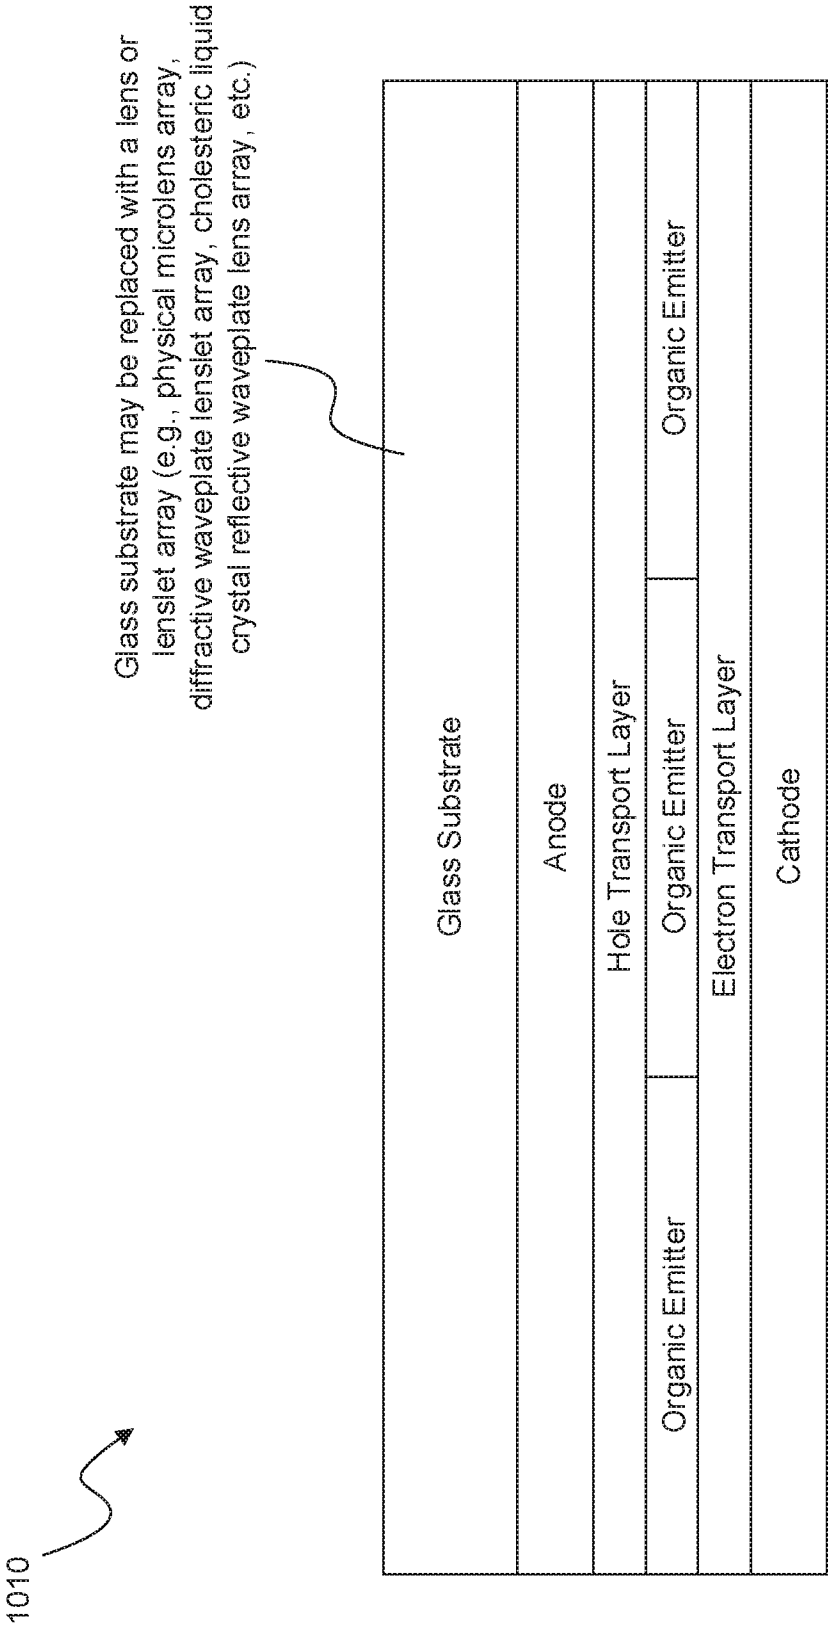 1010
Glass substrate may be replaced with a lens or
lenslet array (e.g., physical microlens array,
diffractive waveplate lenslet array, cholesteric liquid
crystal reflective waveplate lens array, etc.)
Glass Substrate
Anode
Hole Transport Layer
Organic Emitter
Organic Emitter
Organic Emitter
Electron Transport Layer
Cathode